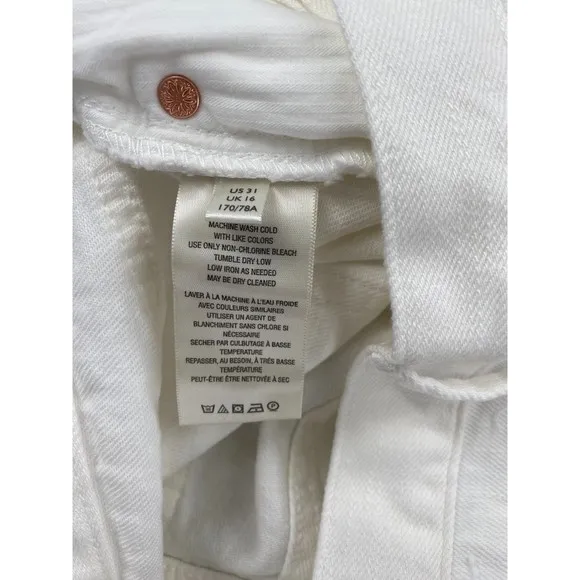 US 31
UK 16
170/78A
MACHINE WASH COLD
WITH LIKE COLORS
USE ONLY NON-CHLORINE BLEACH
TUMBLE DRY LOW
LOW IRON AS NEEDED
MAY BE DRY CLEANED
LAVER À LA MACHINE À L'EAU FROIDE
AVEC COULEURS SIMILAIRES
UTILISER UN AGENT DE
BLANCHIMENT SANS CHLORE SI
NÉCESSAIRE
SECHER PAR CULBUTAGE À BASSE
TEMPERATURE
REPASSER, AU BESOIN, À TRÈS BASSE
TEMPÉRATURE
PEUT-ÊTRE ÊTRE NETTOYÉE À SEC